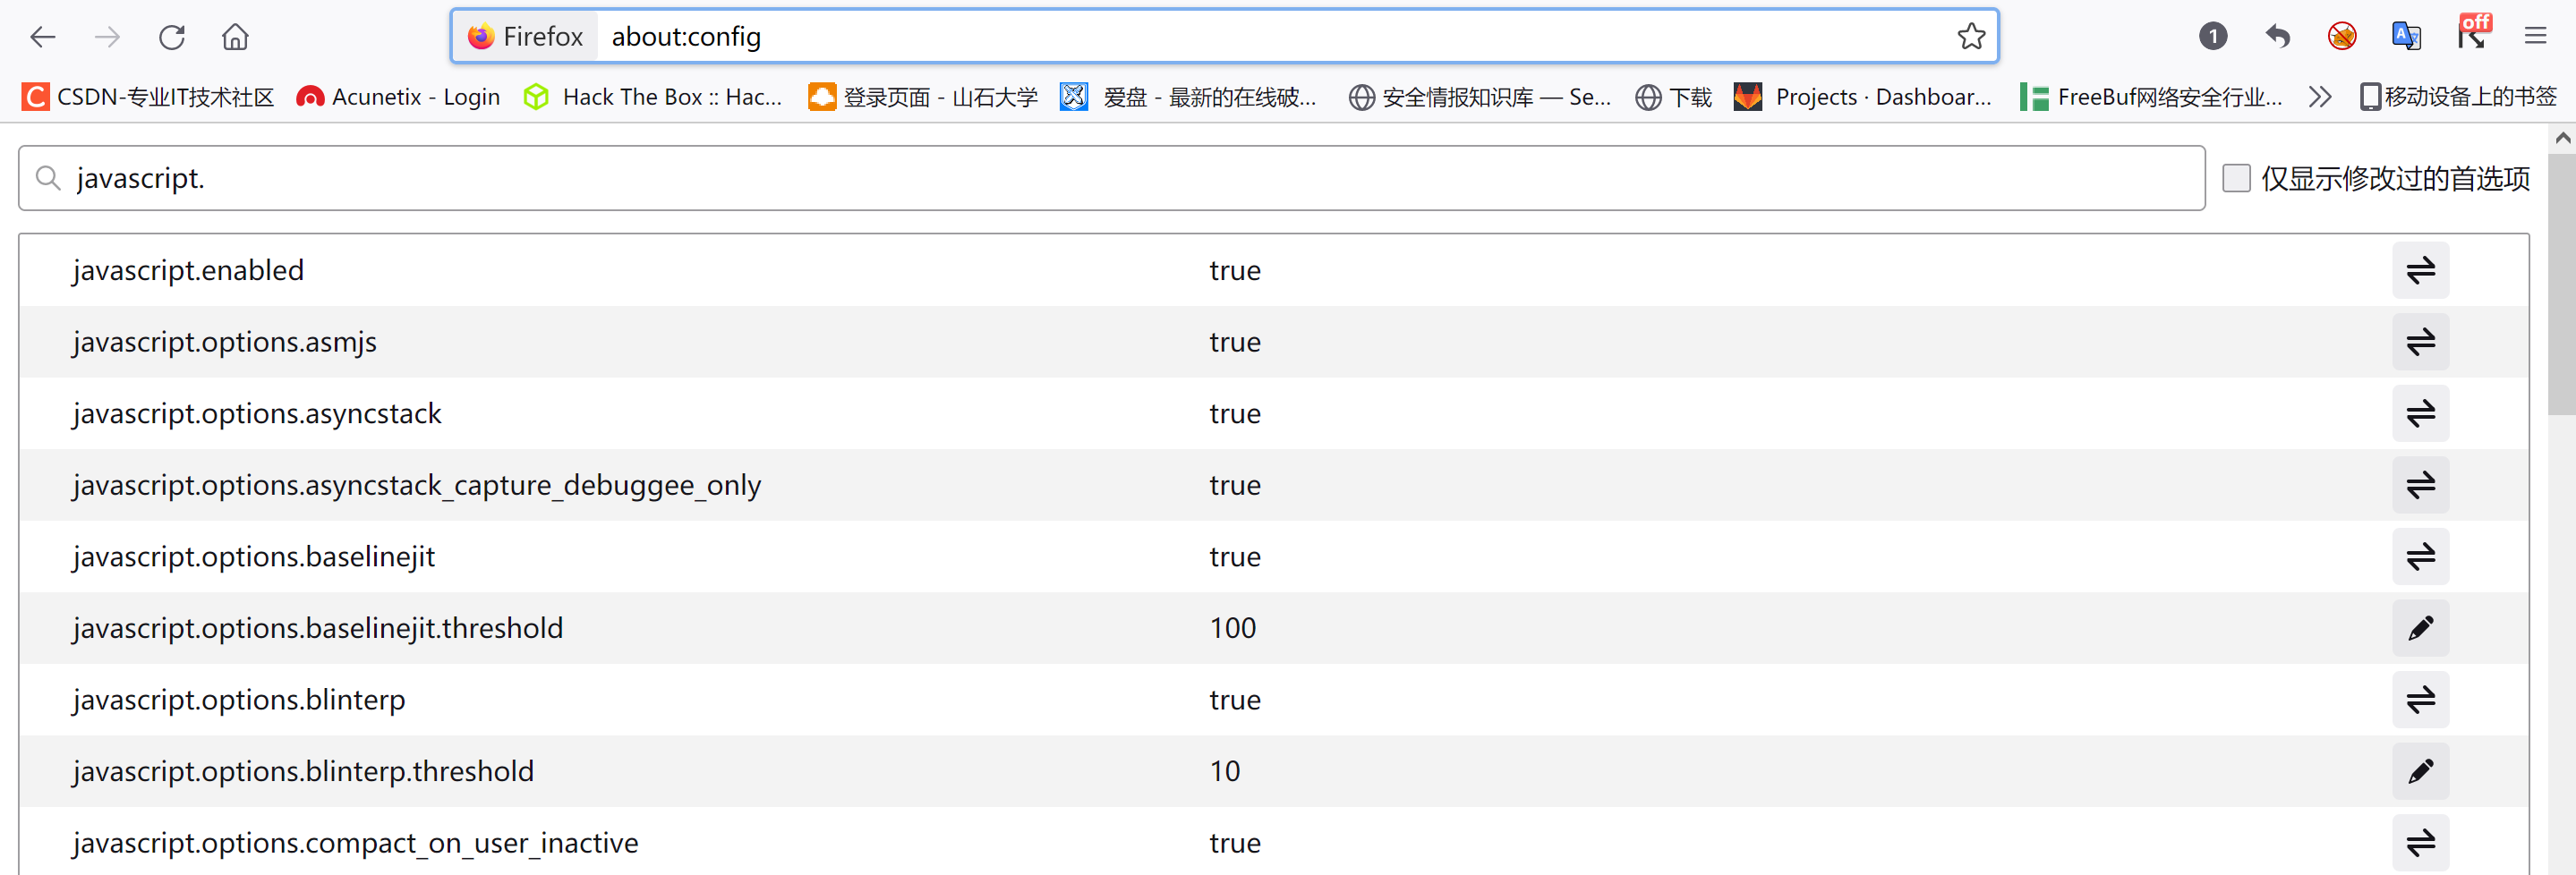 Firefox about:config 1 off
CSDN-专业IT技术社区 Acunetix - Login Hack The Box :: Hac... 登录页面 - 山石大学 爱盘 - 最新的在线破... 安全情报知识库 — Se... 下载 Projects · Dashboar... FreeBuf网络安全行业... 移动设备上的书签
javascript. 仅显示修改过的首选项
javascript.enabled true
javascript.options.asmjs true
javascript.options.asyncstack true
javascript.options.asyncstack_capture_debuggee_only true
javascript.options.baselinejit true
javascript.options.baselinejit.threshold 100
javascript.options.blinterp true
javascript.options.blinterp.threshold 10
javascript.options.compact_on_user_inactive true